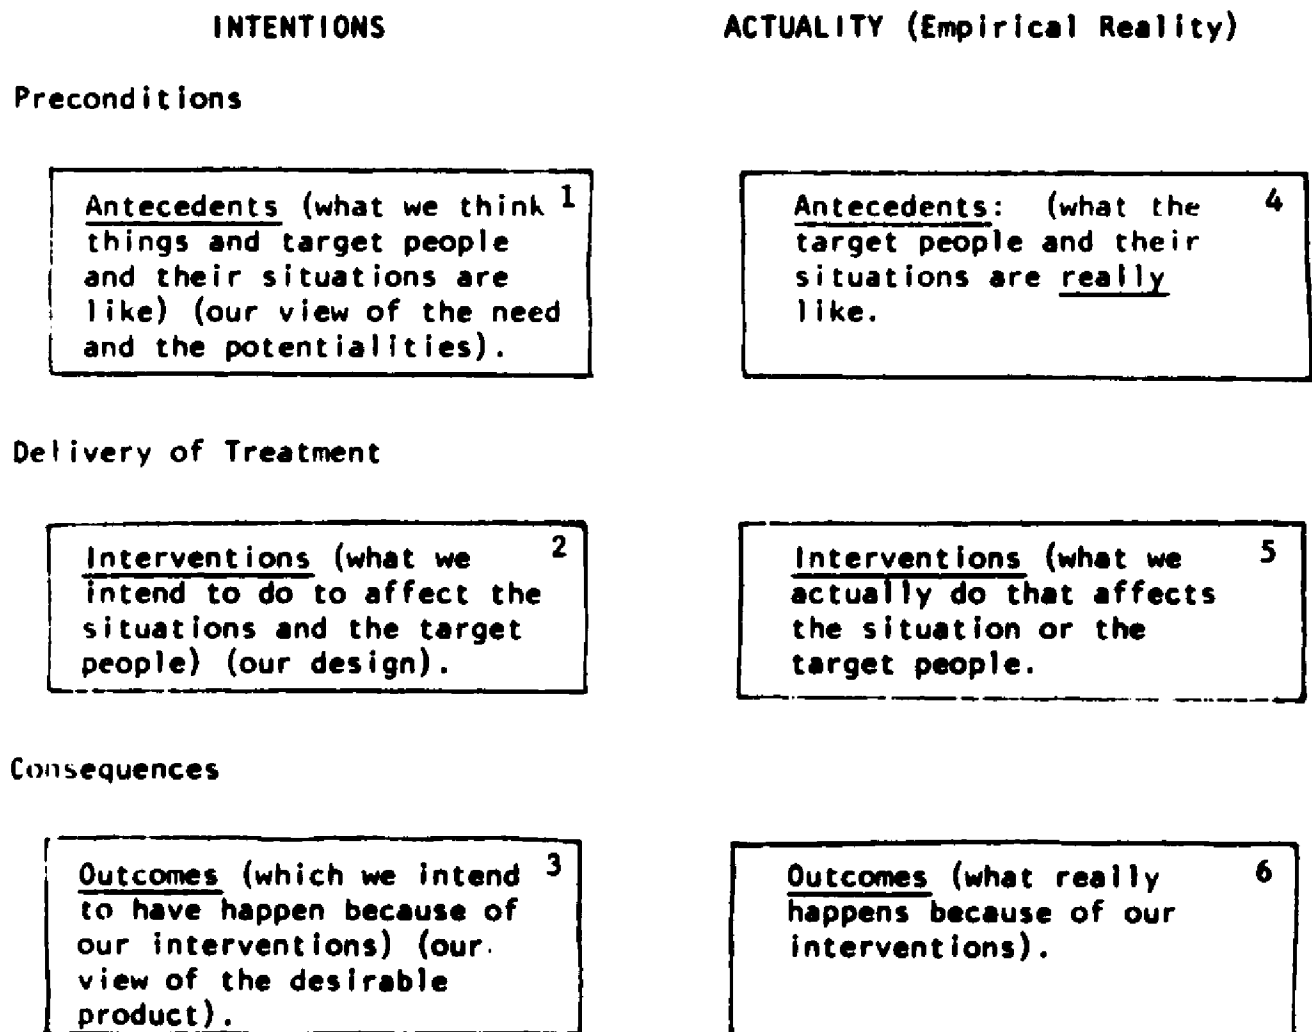 INTENTIONS
ACTUALITY (Empirical Reality)
Preconditions
Antecedents (what we think 1
things and target people
and their situations are
like) (our view of the need
and the potentialities).
Antecedents: (what the 4
target people and their
situations are really
like.
Delivery of Treatment
Interventions (what we 2
intend to do to affect the
situations and the target
people) (our design).
Interventions (what we 5
actually do that affects
the situation or the
target people.
Consequences
Outcomes (which we intend 3
to have happen because of
our interventions) (our
view of the desirable
product).
Outcomes (what really 6
happens because of our
interventions).